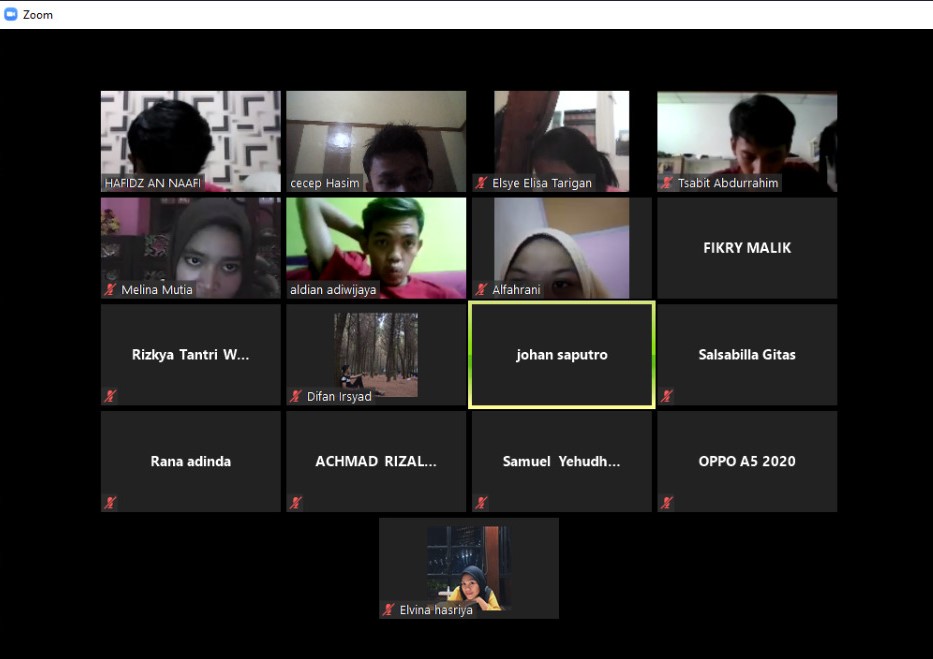 Zoom
HAFIDZ AN NAAFI
cecep Hasim
Elsye Elisa Tarigan
Tsabit Abdurrahim
Melina Mutia
aldian adiwijaya
Alfahrani
FIKRY MALIK
Rizkya Tantri W...
Difan Irsyad
johan saputro
Salsabilla Gitas
Rana adinda
ACHMAD RIZAL...
Samuel Yehudh...
OPPO A5 2020
Elvina hasriya